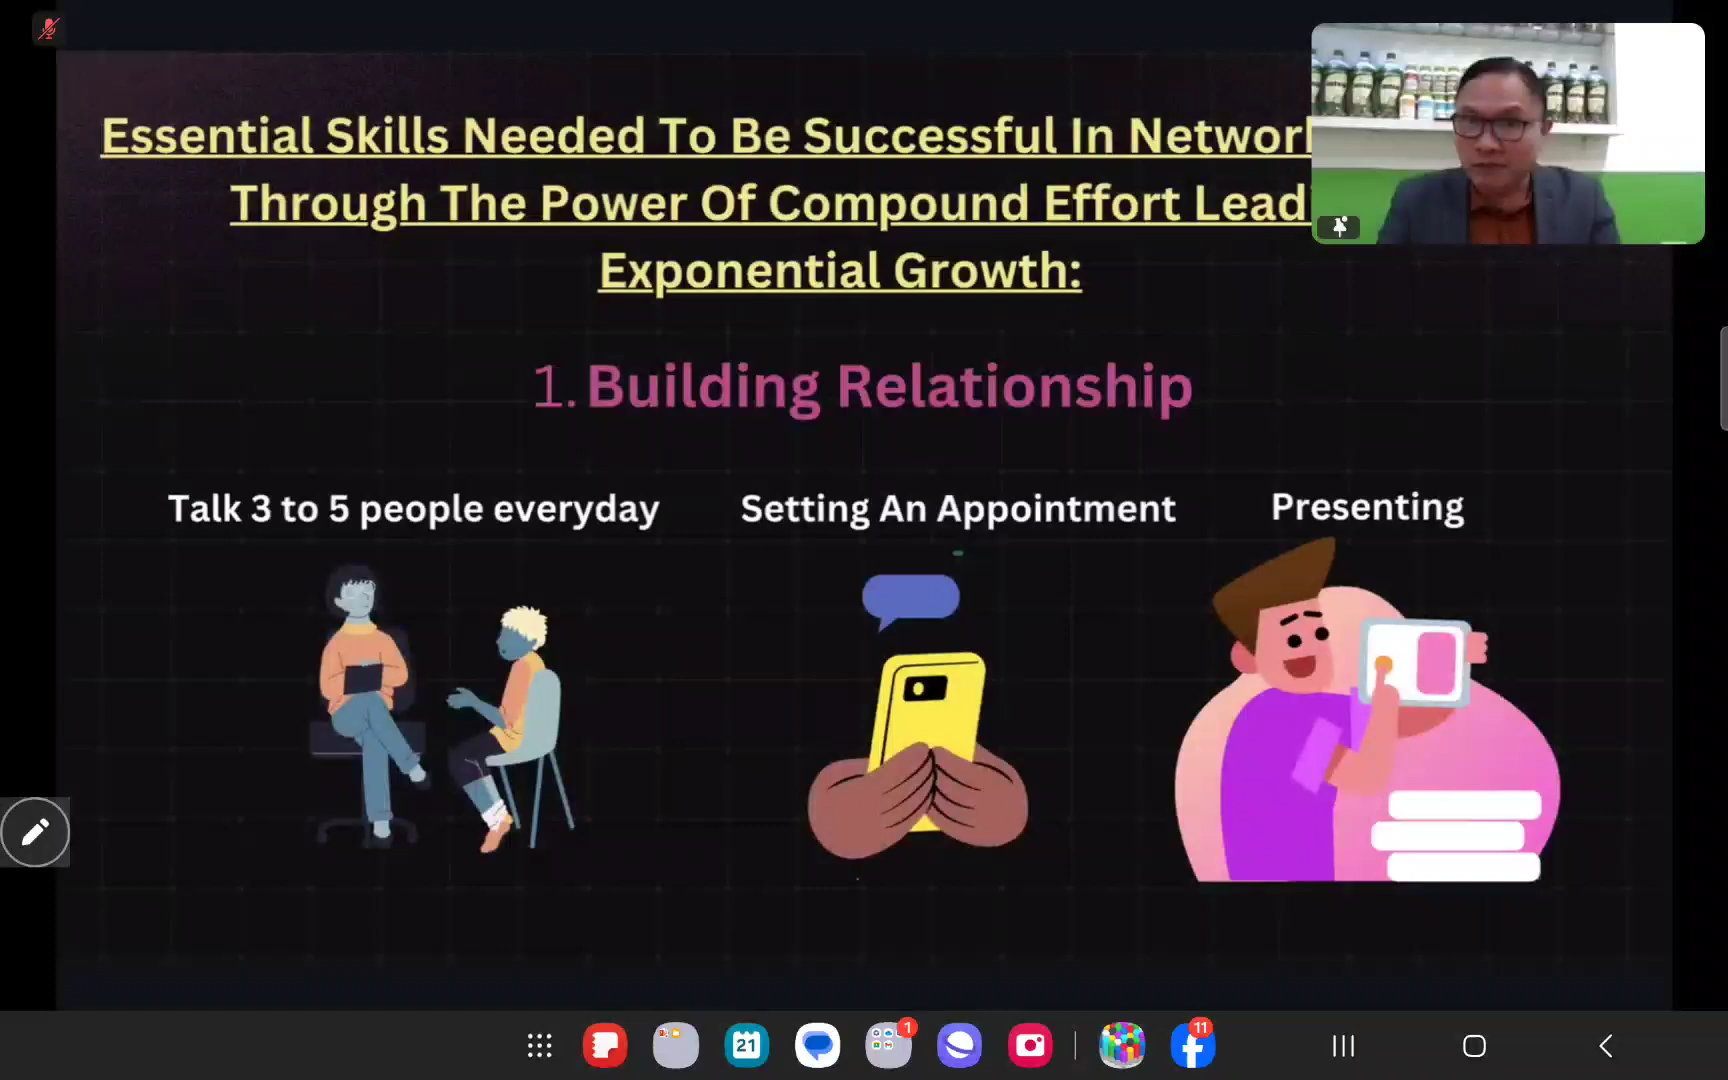 Essential Skills Needed To Be Successful In Network
Through The Power Of Compound Effort Lead
Exponential Growth:
1. Building Relationship
Talk 3 to 5 people everyday
Setting An Appointment
Presenting
21
1
11